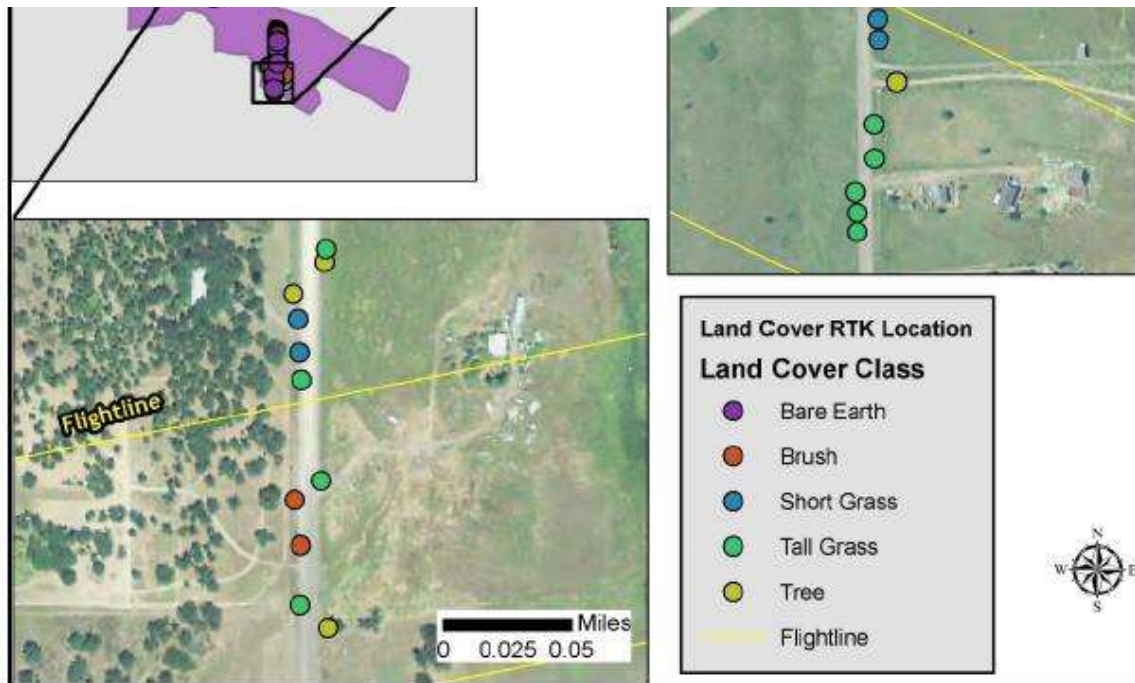 Flightline
Miles
0 0.025 0.05
Land Cover RTK Location
Land Cover Class
Bare Earth
Brush
Short Grass
Tall Grass
Tree
Flightline
N
W E
S